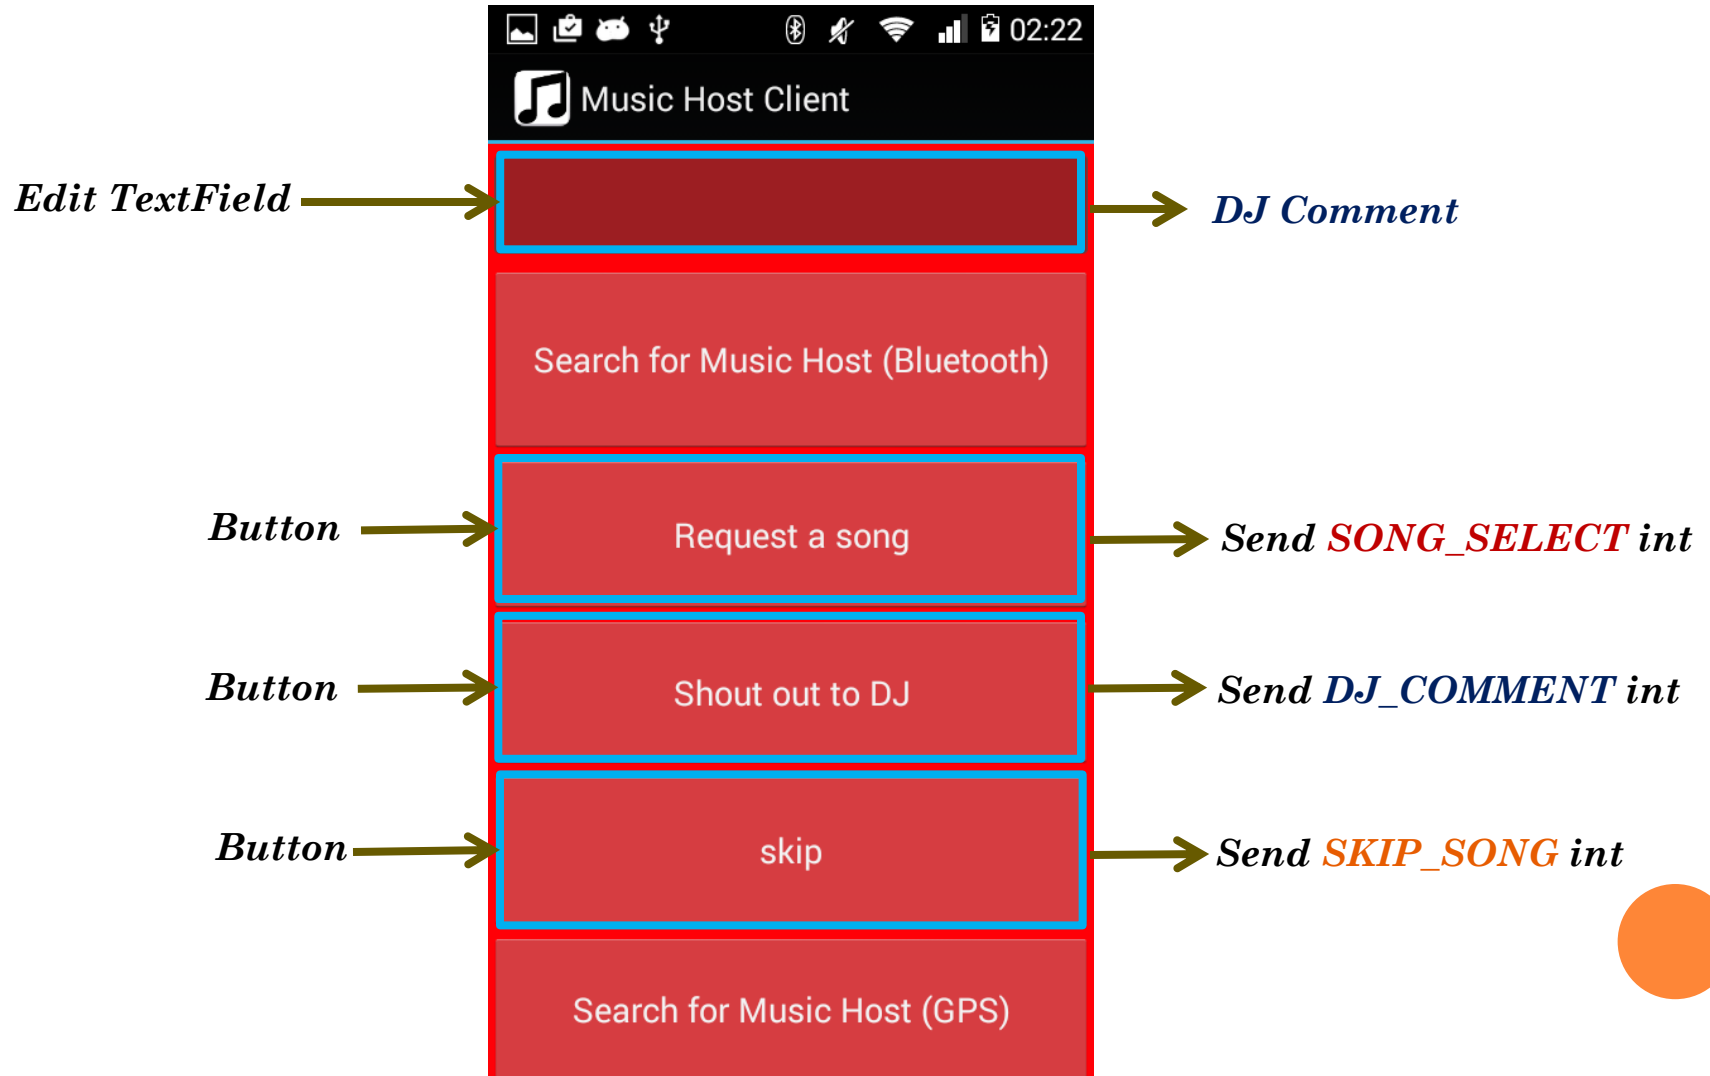 02:22
Music Host Client
Edit TextField
DJ Comment
Search for Music Host (Bluetooth)
Button
Request a song
Send SONG_SELECT int
Button
Shout out to DJ
Send DJ_COMMENT int
Button
skip
Send SKIP_SONG int
Search for Music Host (GPS)